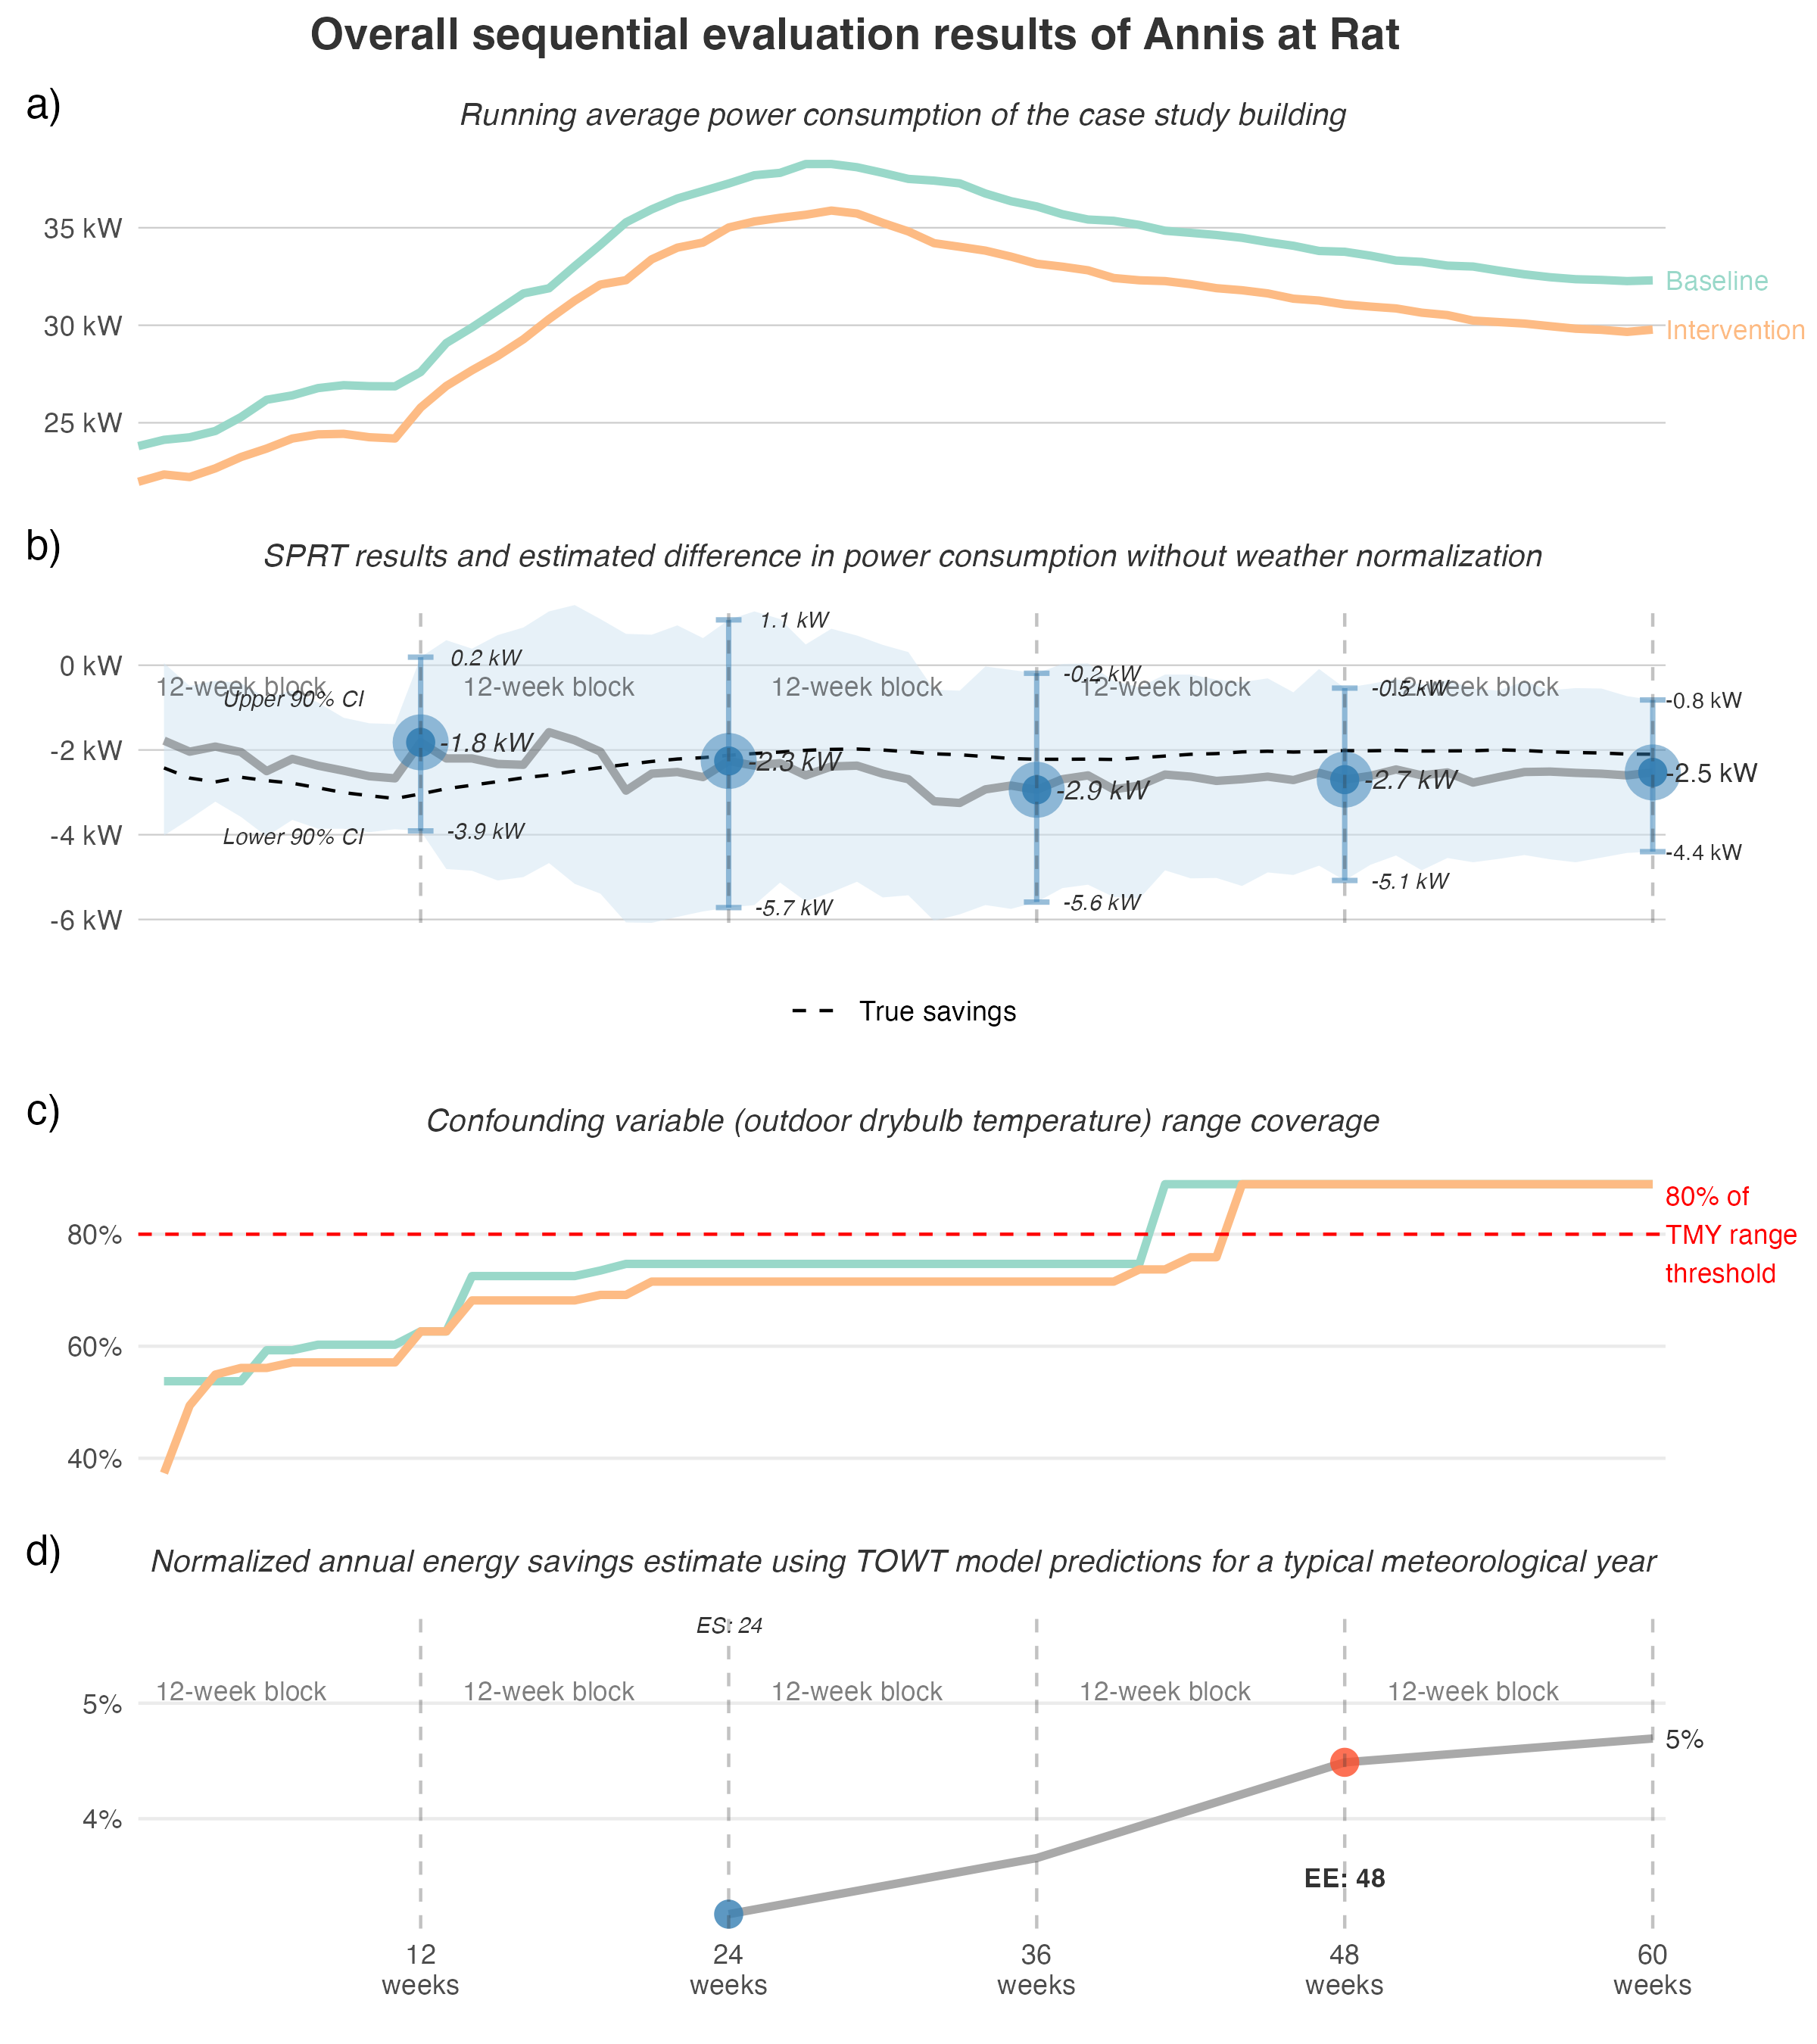 Overall sequential evaluation results of Annis at Rat
a)
Running average power consumption of the case study building
35 kW
30 kW
25 kW
Baseline
Intervention
b)
SPRT results and estimated difference in power consumption without weather normalization
0 kW
-2 kW
-4 kW
-6 kW
12-week block
12-week block
12-week block
12-week block
12-week block
Upper 90% CI
Lower 90% CI
0.2 kW
-1.8 kW
-3.9 kW
1.1 kW
-2.3 kW
-5.7 kW
-0.2 kW
-2.9 kW
-5.6 kW
-0.5 kW
-2.7 kW
-5.1 kW
-0.8 kW
-2.5 kW
-4.4 kW
True savings
c)
Confounding variable (outdoor drybulb temperature) range coverage
80%
60%
40%
80% of
TMY range
threshold
d)
Normalized annual energy savings estimate using TOWT model predictions for a typical meteorological year
ES: 24
12-week block
12-week block
12-week block
12-week block
12-week block
5%
4%
5%
EE: 48
12
weeks
24
weeks
36
weeks
48
weeks
60
weeks